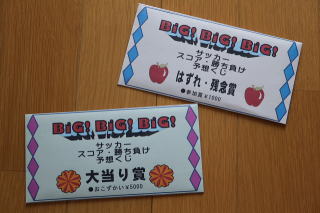 BIG! BIG! BIG!
サッカー
スコア・勝ち負け
予想くじ
はずれ・残念賞
●参加賞¥1000
BIG! BIG! BIG!
サッカー
スコア・勝ち負け
予想くじ
大当り賞
●おこずかい¥5000